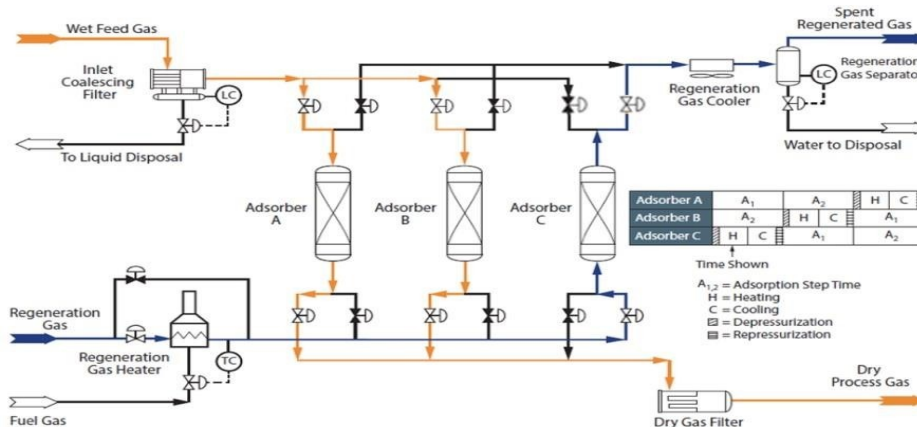 Wet Feed Gas
Inlet
Coalescing
Filter
LC
To Liquid Disposal
Spent
Regenerated Gas
Regeneration
Gas Separato
LC
Regeneration
Gas Cooler
Water to Disposal
Adsorber
A
Adsorber
B
Adsorber
C
Adsorber A A₁ A₂ H C
Adsorber B A₂ H C A₁
Adsorber C H C A₁ A₂
Time Shown
A₁,₂ = Adsorption Step Time
H = Heating
C = Cooling
= Depressurization
= Repressurization
Regeneration
Gas
Regeneration
Gas Heater
TC
Fuel Gas
Dry
Process Gas
Dry Gas Filter